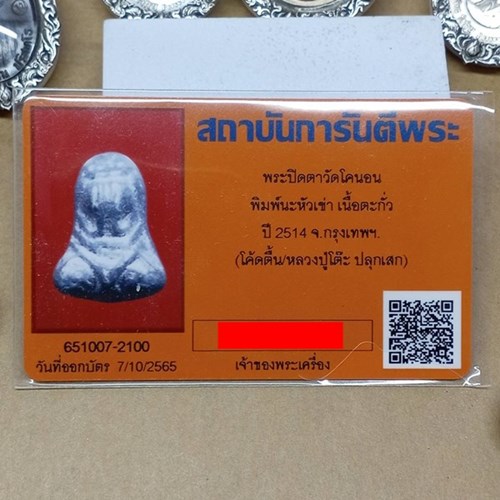 สถาบันการันตีพระ
พระปิดตาวัดโคนอน
พิมพ์นะหัวเข่า เนื้อตะกั่ว
ปี 2514 จ.กรุงเทพฯ.
(โค้ดตื้น/หลวงปู่โต๊ะ ปลุกเสก)
651007-2100
วันที่ออกบัตร 7/10/2565
เจ้าของพระเครื่อง